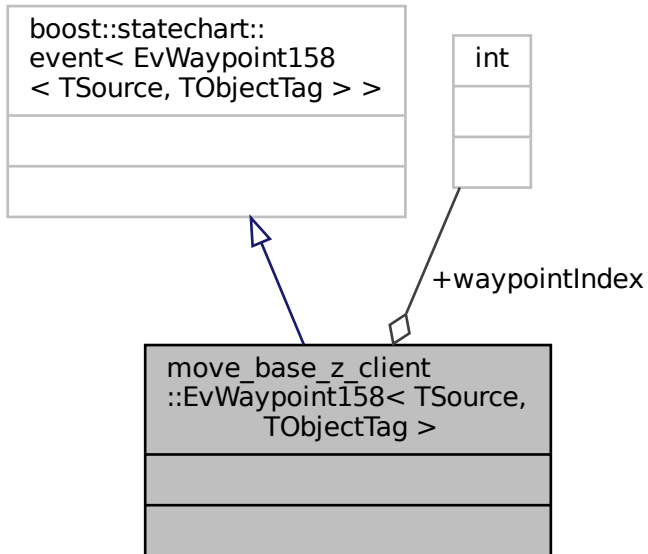 boost::statechart::
event< EvWaypoint158
< TSource, TObjectTag > >
int
+waypointIndex
move_base_z_client
::EvWaypoint158< TSource,
TObjectTag >